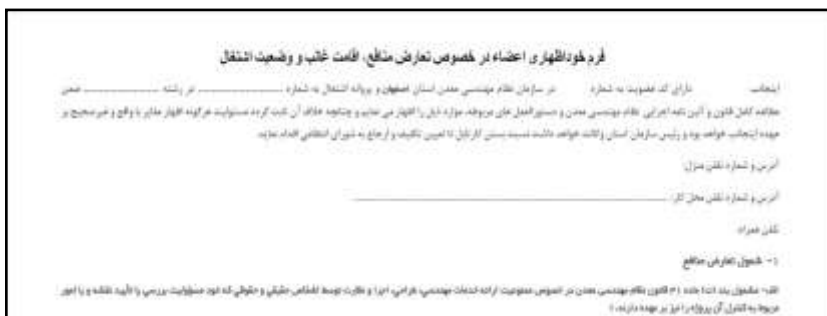 فرم خوداظهاری اعضاء در خصوص تعارض منافع، اقامت غالب و وضعیت اشتغال
اینجانب دارای کد عضویت به شماره در سازمان نظام مهندسی معدن استان اصفهان و پروانه اشتغال به شماره ........................ در رشته ........................ ضمن
مطالعه کامل قانون و آئین نامه اجرایی نظام مهندسی معدن و دستورالعمل های مربوطه، موارد ذیل را اظهار می نمایم و چنانچه خلاف آن ثابت گردد مسئولیت هرگونه اظهار مغایر با واقع و غیر صحیح بر
عهده اینجانب خواهد بود و رئیس سازمان استان وکالت خواهد داشت نسبت بستن کارتابل تا تعیین تکلیف و ارجاع به شورای انتظامی اقدام نماید.
آدرس و شماره تلفن منزل:
آدرس و شماره تلفن محل کار: ........................
تلفن همراه:
۱- شمول تعارض منافع
الف- مشمول بند ماده قانون نظام مهندسی معدن در خصوص ممنوعیت ارائه خدمات مهندسی، طراحی، اجرا و نظارت توسط اشخاص حقیقی و حقوقی که خود مسؤولیت بررسی یا تأیید نقشه و یا امور
مربوط به کنترل آن پروژه را نیز بر عهده دارند.